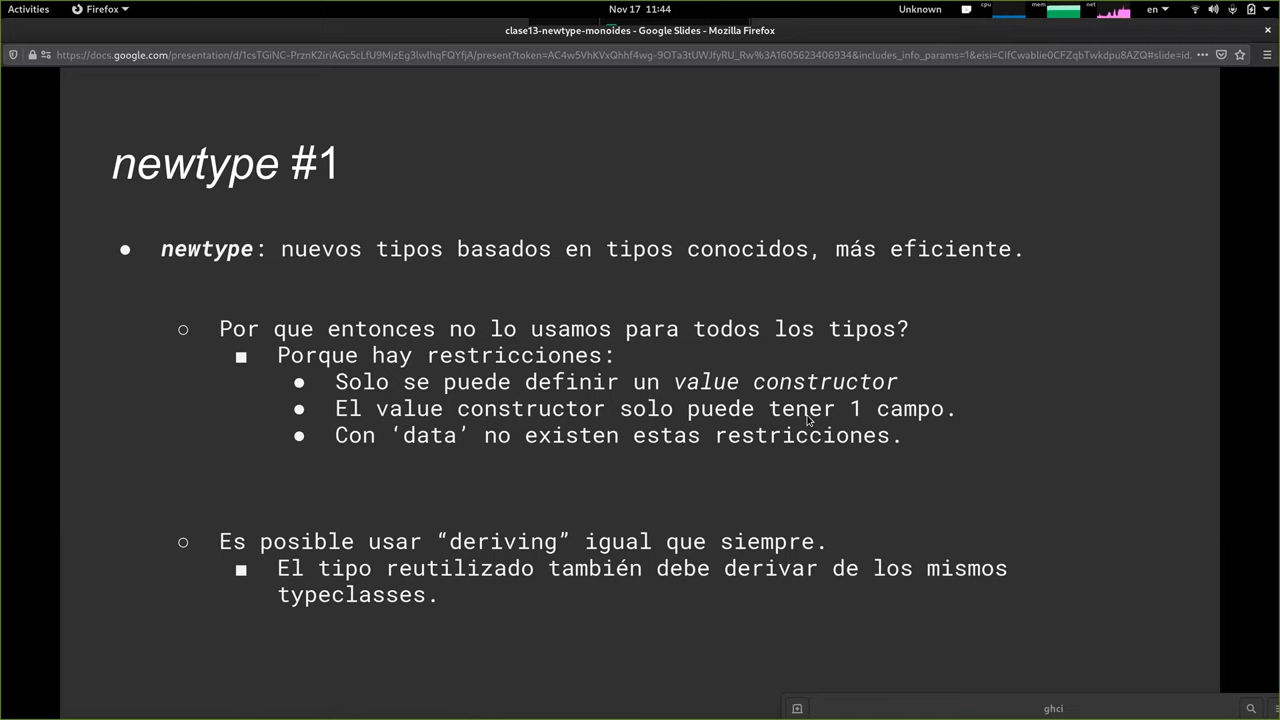 Activities
Firefox
Nov 17 11:44
Unknown
cpu
mem
net
en
clase13-newtype-monoides - Google Slides - Mozilla Firefox
newtype #1
● newtype: nuevos tipos basados en tipos conocidos, más eficiente.
○ Por que entonces no lo usamos para todos los tipos?
■ Porque hay restricciones:
● Solo se puede definir un value constructor
● El value constructor solo puede tener 1 campo.
● Con ‘data’ no existen estas restricciones.
○ Es posible usar “deriving” igual que siempre.
■ El tipo reutilizado también debe derivar de los mismos
typeclasses.
ghci